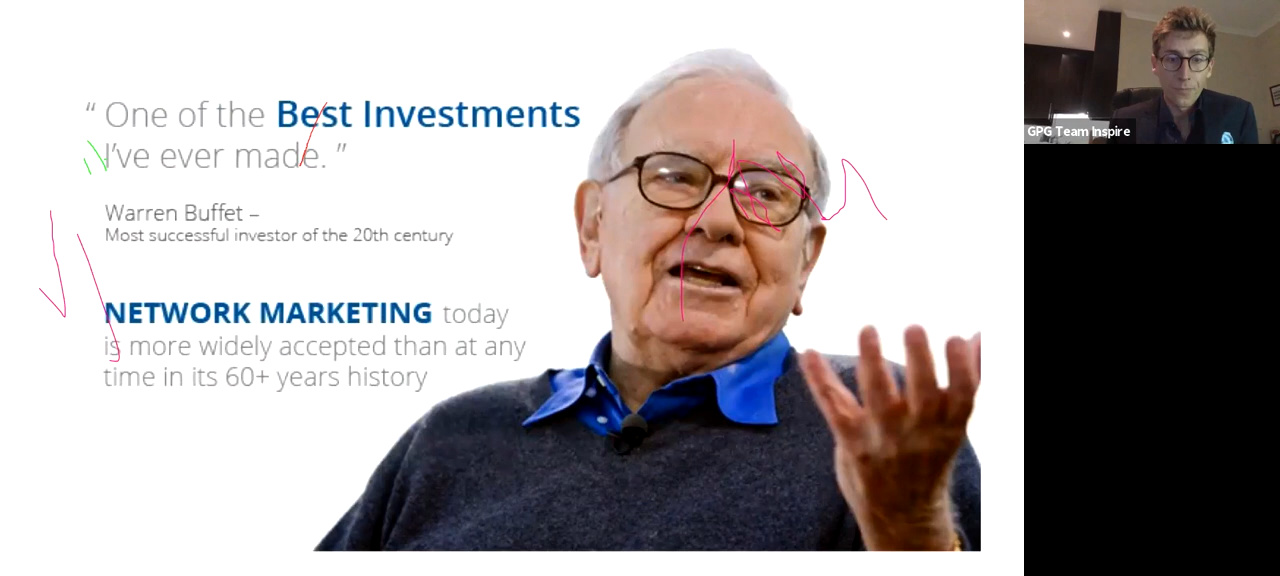 “ One of the Best Investments
I’ve ever made. ”
Warren Buffet –
Most successful investor of the 20th century
NETWORK MARKETING today
is more widely accepted than at any
time in its 60+ years history
GPG Team Inspire